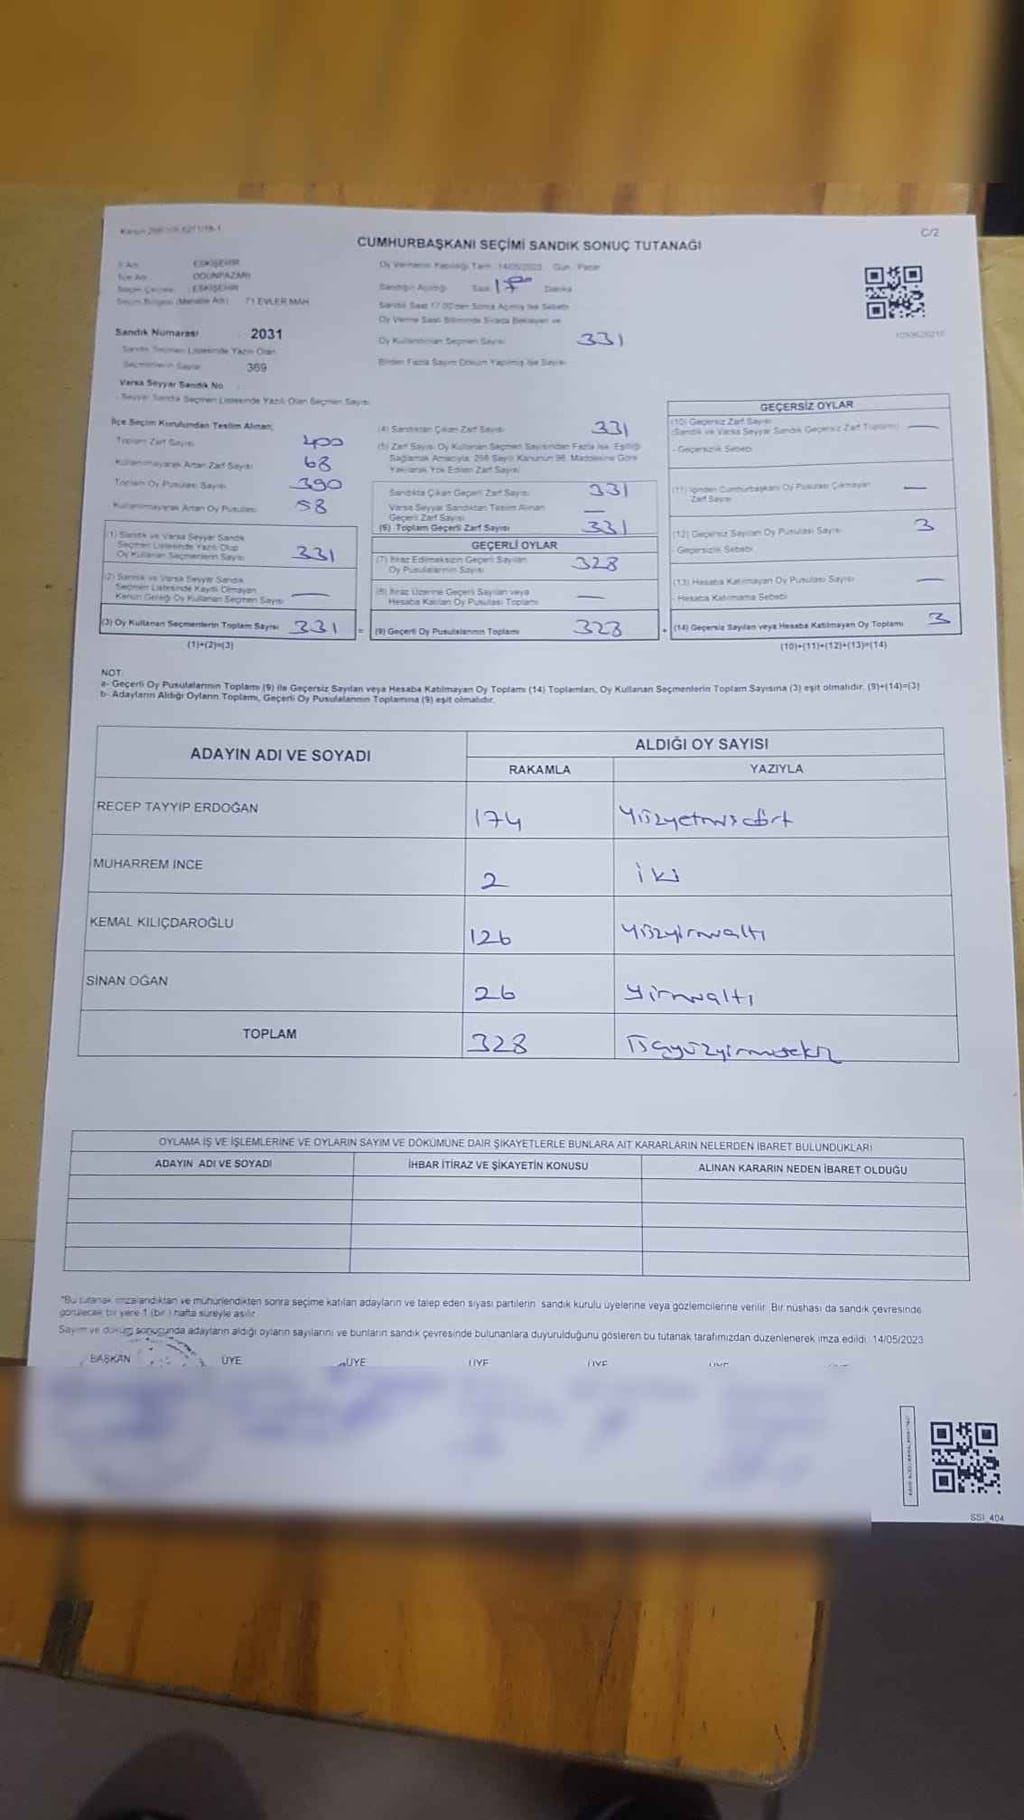 C/2
CUMHURBAŞKANI SEÇİMİ SANDIK SONUÇ TUTANAĞI
İl Adı ESKİŞEHİR
İlçe Adı ODUNPAZARI
Seçim Çevresi ESKİŞEHİR
Seçim Bölgesi (Mahalle Adı) 71 EVLER MAH
Sandık Numarası 2031
Sandık Seçmen Listesinde Yazılı Olan
Seçmenlerin Sayısı 369
Varsa Seyyar Sandık No
- Seyyar Sandık Seçmen Listesinde Yazılı Olan Seçmen Sayısı
Oy Vermenin Yapıldığı Tarih 14/05/2023 Gün Pazar
Sandığın Açıldığı Saat 17 Dakika
Sandık Saat 17.00'den Sonra Açılmış İse Sebebi
Oy Verme Saati Bitiminde Sırada Bekleyen ve
Oy Kullandırılan Seçmen Sayısı 331
Birden Fazla Sayım Döküm Yapılmış İse Sayısı
İlçe Seçim Kurulundan Teslim Alınan;
Toplam Zarf Sayısı 400
Kullanılmayarak Artan Zarf Sayısı 68
Toplam Oy Pusulası Sayısı 390
Kullanılmayarak Artan Oy Pusulası 58
(1) Sandık ve Varsa Seyyar Sandık
Seçmen Listesinde Yazılı Olup
Oy Kullanan Seçmenlerin Sayısı 331
(2) Sandık ve Varsa Seyyar Sandık
Seçmen Listesinde Kaydı Olmayan
Kanun Gereği Oy Kullanan Seçmen Sayısı —
(3) Oy Kullanan Seçmenlerin Toplam Sayısı 331 =
(1)+(2)=(3)
(4) Sandıktan Çıkan Zarf Sayısı 331
(5) Zarf Sayısı Oy Kullanan Seçmen Sayısından Fazla İse, Eşitliği
Sağlamak Amacıyla, 298 Sayılı Kanunun 98. Maddesine Göre
Yakılarak Yok Edilen Zarf Sayısı
Sandıkta Çıkan Geçerli Zarf Sayısı 331
Varsa Seyyar Sandıktan Teslim Alınan
Geçerli Zarf Sayısı —
(6) Toplam Geçerli Zarf Sayısı 331
GEÇERLİ OYLAR
(7) İtiraz Edilmeksizin Geçerli Sayılan
Oy Pusulalarının Sayısı 328
(8) İtiraz Üzerine Geçerli Sayılan veya
Hesaba Katılan Oy Pusulası Toplamı —
(9) Geçerli Oy Pusulalarının Toplamı 328 +
GEÇERSİZ OYLAR
(10) Geçersiz Zarf Sayısı
(Sandık ve Varsa Seyyar Sandık Geçersiz Zarf Toplamı) —
- Geçersizlik Sebebi
(11) İçinden Cumhurbaşkanı Oy Pusulası Çıkmayan
Zarf Sayısı —
(12) Geçersiz Sayılan Oy Pusulası Sayısı 3
- Geçersizlik Sebebi
(13) Hesaba Katılmayan Oy Pusulası Sayısı —
- Hesaba Katılmama Sebebi
(14) Geçersiz Sayılan veya Hesaba Katılmayan Oy Toplamı 3
(10)+(11)+(12)+(13)=(14)
NOT:
a- Geçerli Oy Pusulalarının Toplamı (9) ile Geçersiz Sayılan veya Hesaba Katılmayan Oy Toplamı (14) Toplamları, Oy Kullanan Seçmenlerin Toplam Sayısına (3) eşit olmalıdır. (9)+(14)=(3)
b- Adayların Aldığı Oyların Toplamı, Geçerli Oy Pusulalarının Toplamına (9) eşit olmalıdır.
ADAYIN ADI VE SOYADI
ALDIĞI OY SAYISI
RAKAMLA YAZIYLA
RECEP TAYYİP ERDOĞAN 174 Yüzyetmişdört
MUHARREM İNCE 2 iki
KEMAL KILIÇDAROĞLU 126 Yüzyirmialtı
SİNAN OĞAN 26 Yirmialtı
TOPLAM 328 Üçyüzyirmisekiz
OYLAMA İŞ VE İŞLEMLERİNE VE OYLARIN SAYIM VE DÖKÜMÜNE DAİR ŞİKAYETLERLE BUNLARA AİT KARARLARIN NELERDEN İBARET BULUNDUKLARI
ADAYIN ADI VE SOYADI İHBAR İTİRAZ VE ŞİKAYETİN KONUSU ALINAN KARARIN NEDEN İBARET OLDUĞU
"Bu tutanak imzalandıktan ve mühürlendikten sonra seçime katılan adayların ve talep eden siyasi partilerin sandık kurulu üyelerine veya gözlemcilerine verilir. Bir nüshası da sandık çevresinde
görülecek bir yere 1 (bir ) hafta süreyle asılır.
Sayım ve döküm sonucunda adayların aldığı oyların sayılarını ve bunların sandık çevresinde bulunanlara duyurulduğunu gösteren bu tutanak tarafımızdan düzenlenerek imza edildi. 14/05/2023
BAŞKAN ÜYE ÜYE ÜYE ÜYE
SSI_404